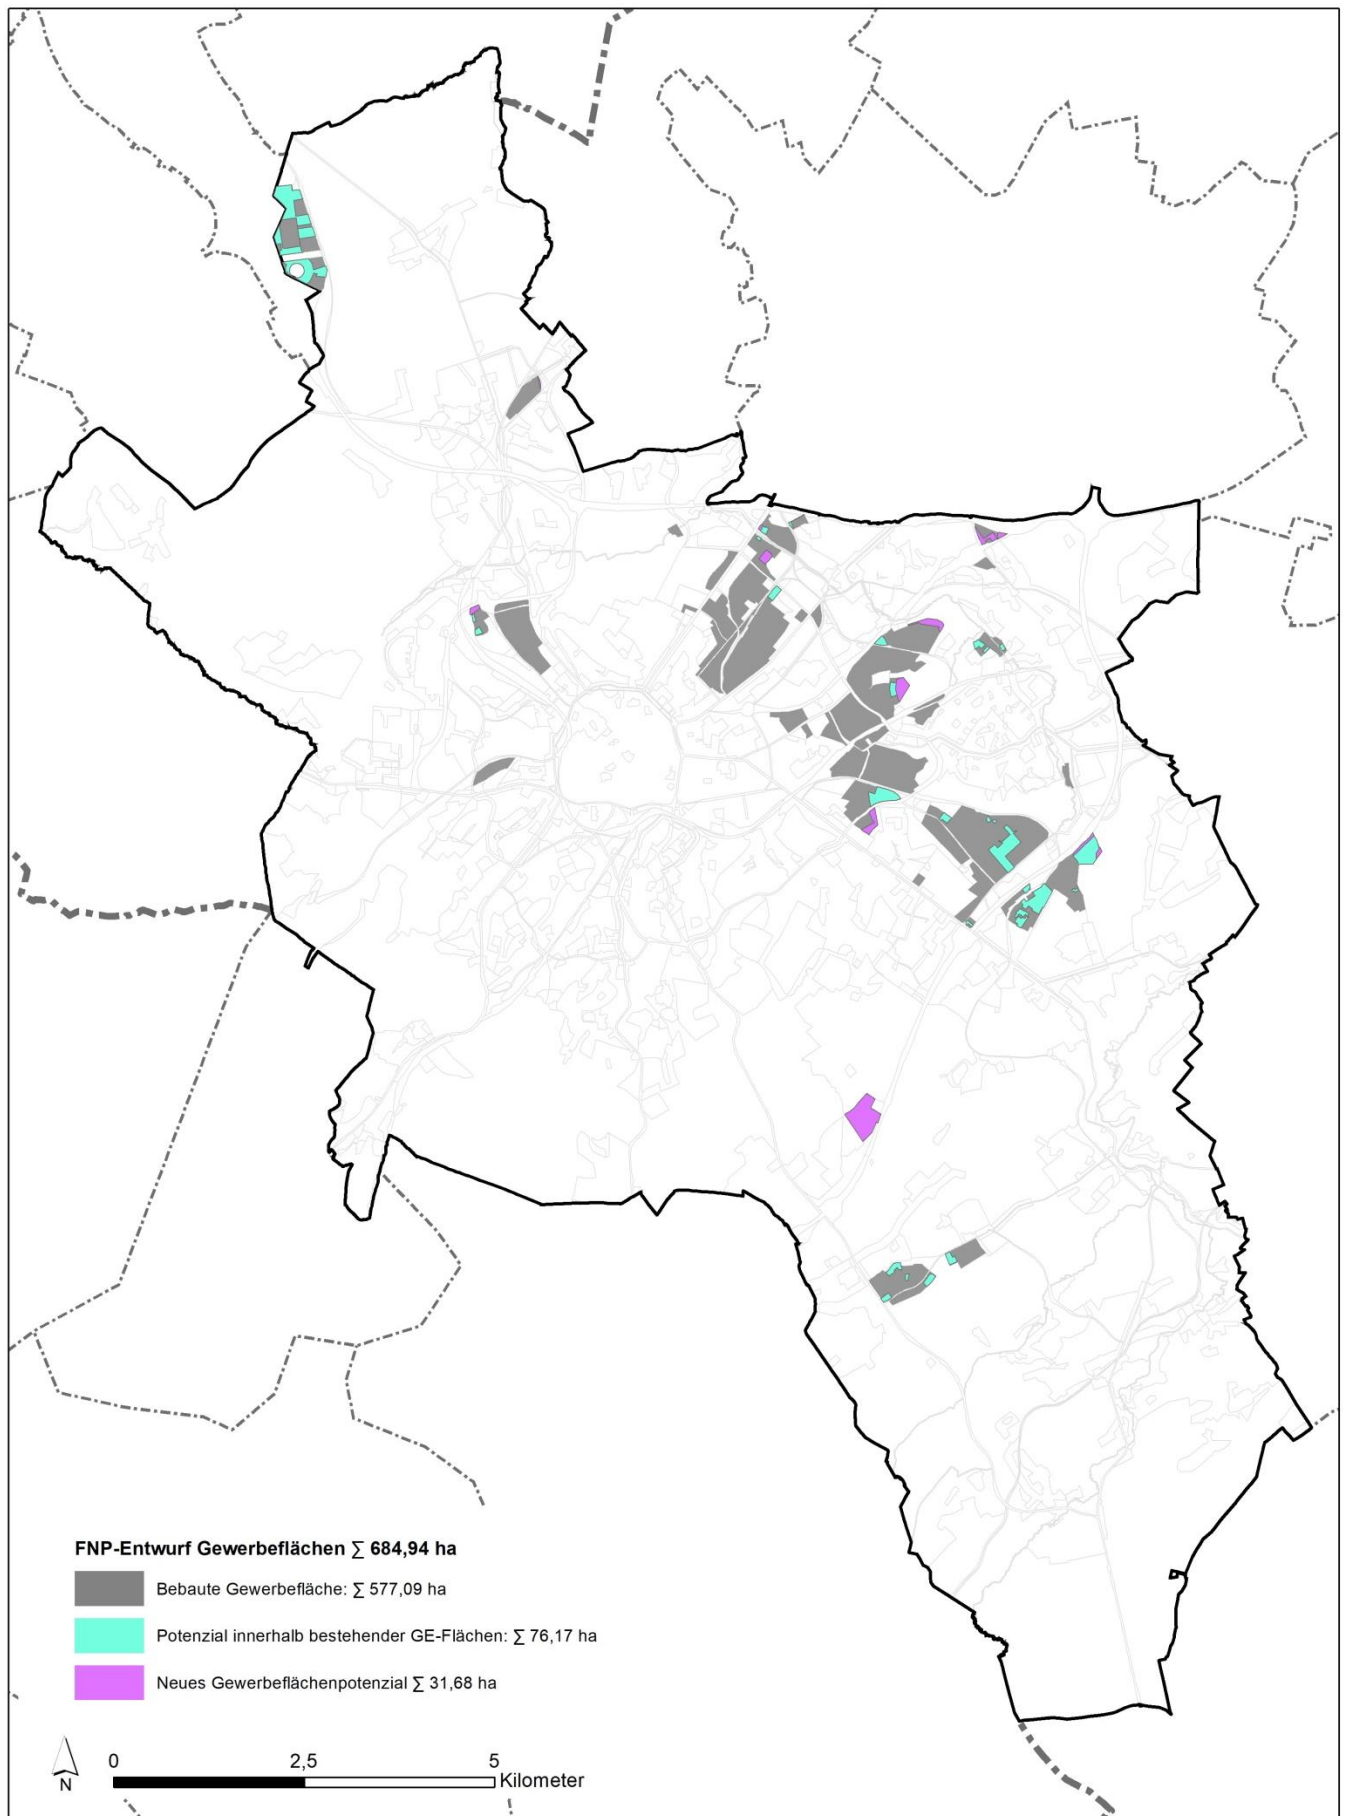 FNP-Entwurf Gewerbeflächen ∑ 684,94 ha
Bebaute Gewerbefläche: ∑ 577,09 ha
Potenzial innerhalb bestehender GE-Flächen: ∑ 76,17 ha
Neues Gewerbeflächenpotenzial ∑ 31,68 ha
N
0 2,5 5
Kilometer